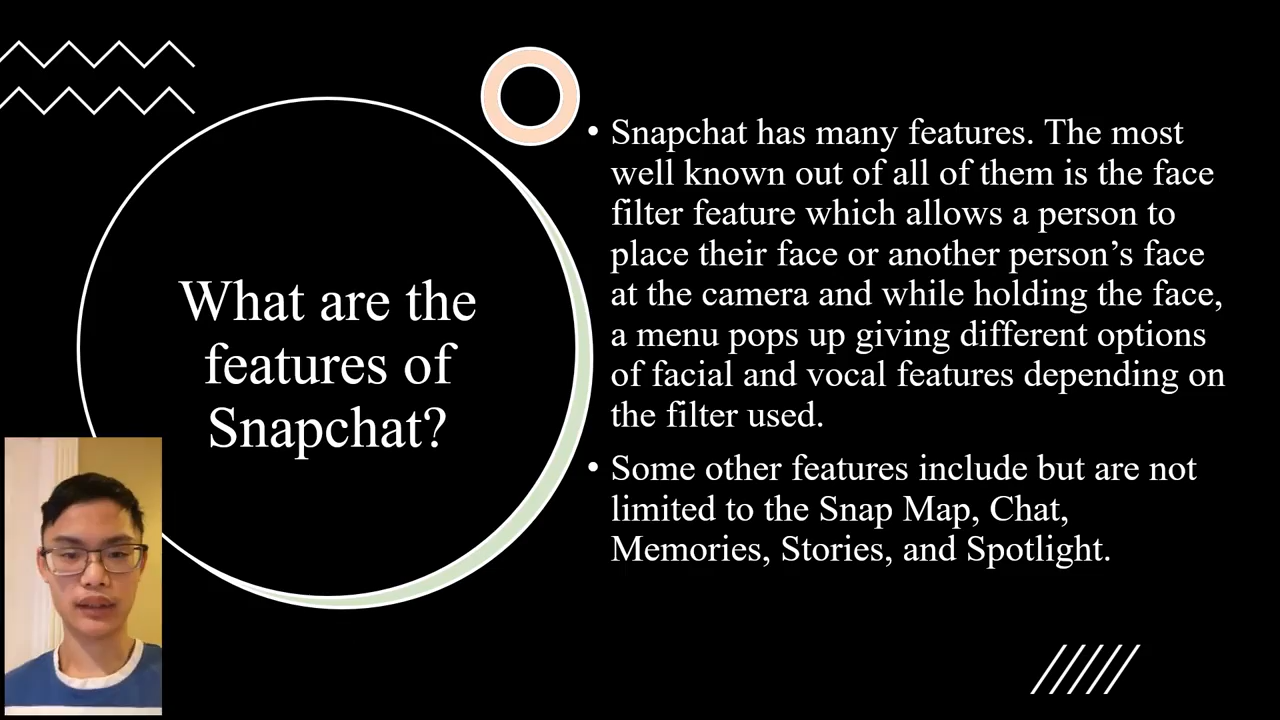 What are the
features of
Snapchat?
• Snapchat has many features. The most
well known out of all of them is the face
filter feature which allows a person to
place their face or another person’s face
at the camera and while holding the face,
a menu pops up giving different options
of facial and vocal features depending on
the filter used.
• Some other features include but are not
limited to the Snap Map, Chat,
Memories, Stories, and Spotlight.